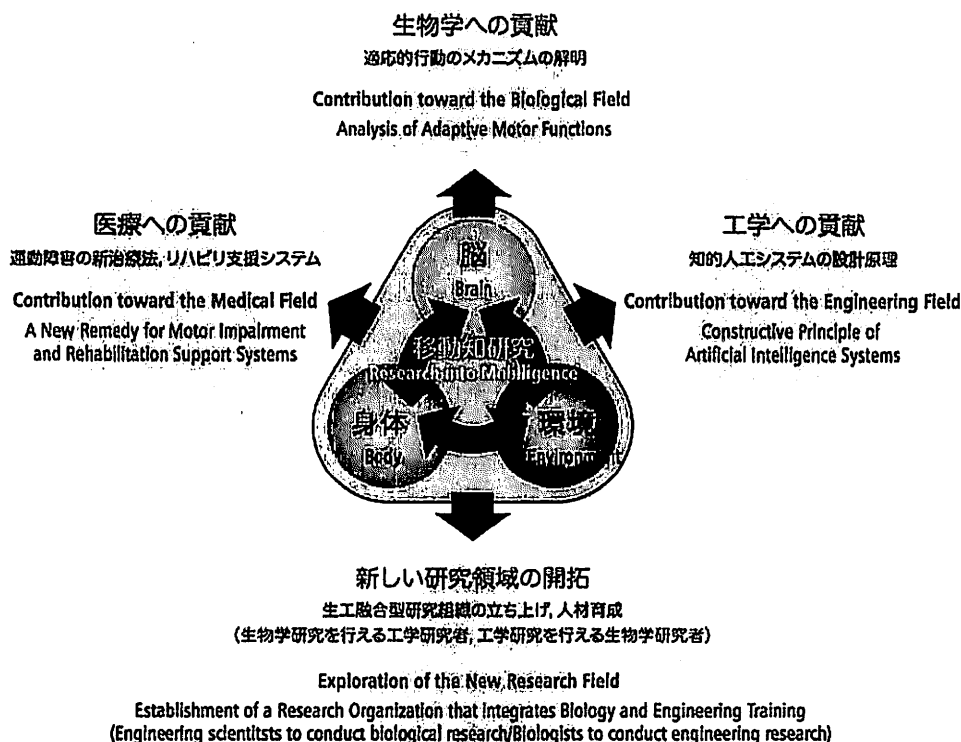 生物学への貢献
適応的行動のメカニズムの解明
Contribution toward the Biological Field
Analysis of Adaptive Motor Functions
医療への貢献
運動障害の新治療法, リハビリ支援システム
Contribution toward the Medical Field
A New Remedy for Motor Impairment
and Rehabilitation Support Systems
工学への貢献
知的人工システムの設計原理
Contribution toward the Engineering Field
Constructive Principle of
Artificial Intelligence Systems
脳
Brain
移動知研究
Research into Mobiligence
身体
Body
環境
Environment
新しい研究領域の開拓
生工融合型研究組織の立ち上げ, 人材育成
(生物学研究を行える工学研究者, 工学研究を行える生物学研究者)
Exploration of the New Research Field
Establishment of a Research Organization that Integrates Biology and Engineering Training
(Engineering scientitsts to conduct biological research/Biologists to conduct engineering research)